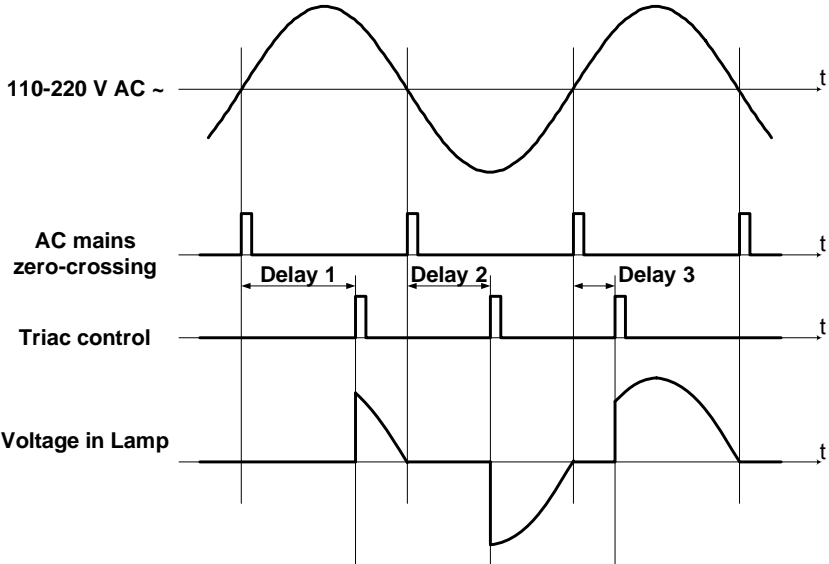 110-220 V AC ~
t
AC mains
zero-crossing
t
Delay 1
Delay 2
Delay 3
Triac control
t
Voltage in Lamp
t